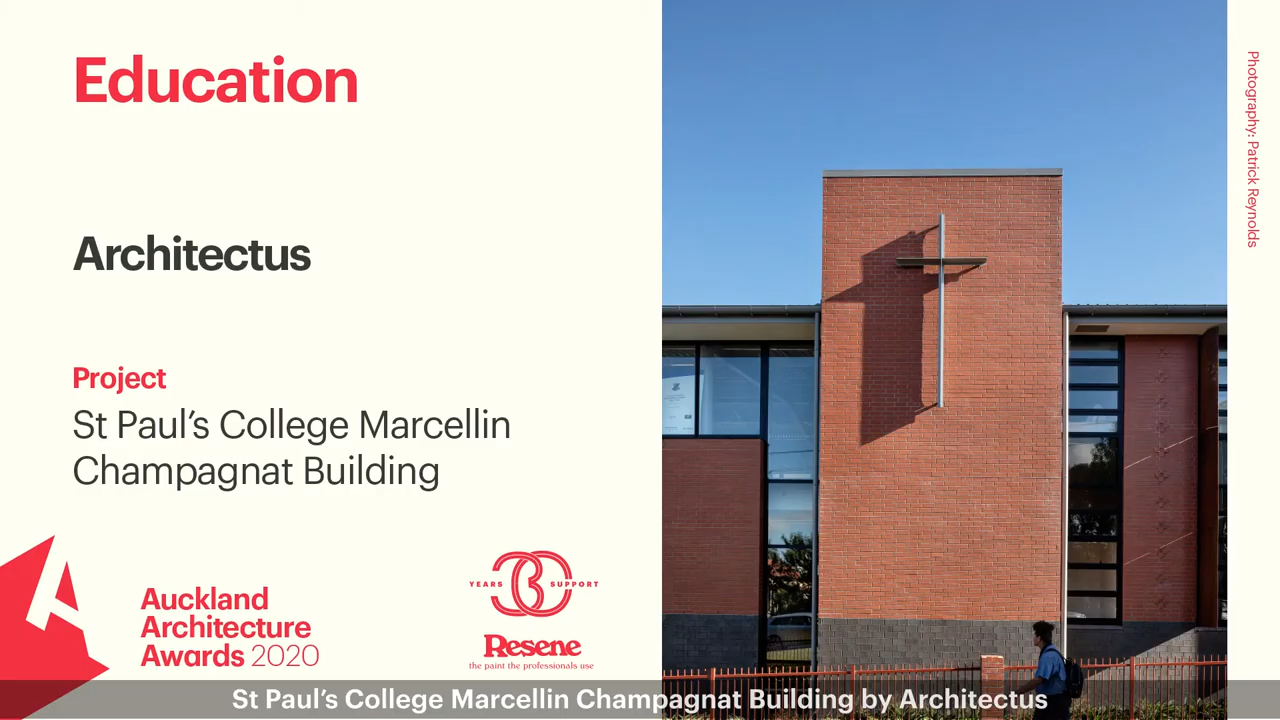 Education
Architectus
Project
St Paul’s College Marcellin
Champagnat Building
Auckland
Architecture
Awards 2020
YEARS 30 SUPPORT
Resene
the paint the professionals use
Photography: Patrick Reynolds
St Paul’s College Marcellin Champagnat Building by Architectus